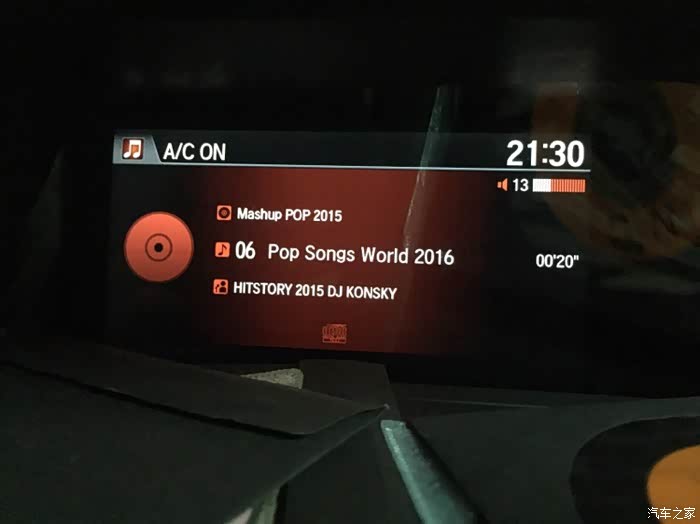 A/C ON 21:30
13
Mashup POP 2015
06 Pop Songs World 2016 00'20"
HITSTORY 2015 DJ KONSKY
汽车之家